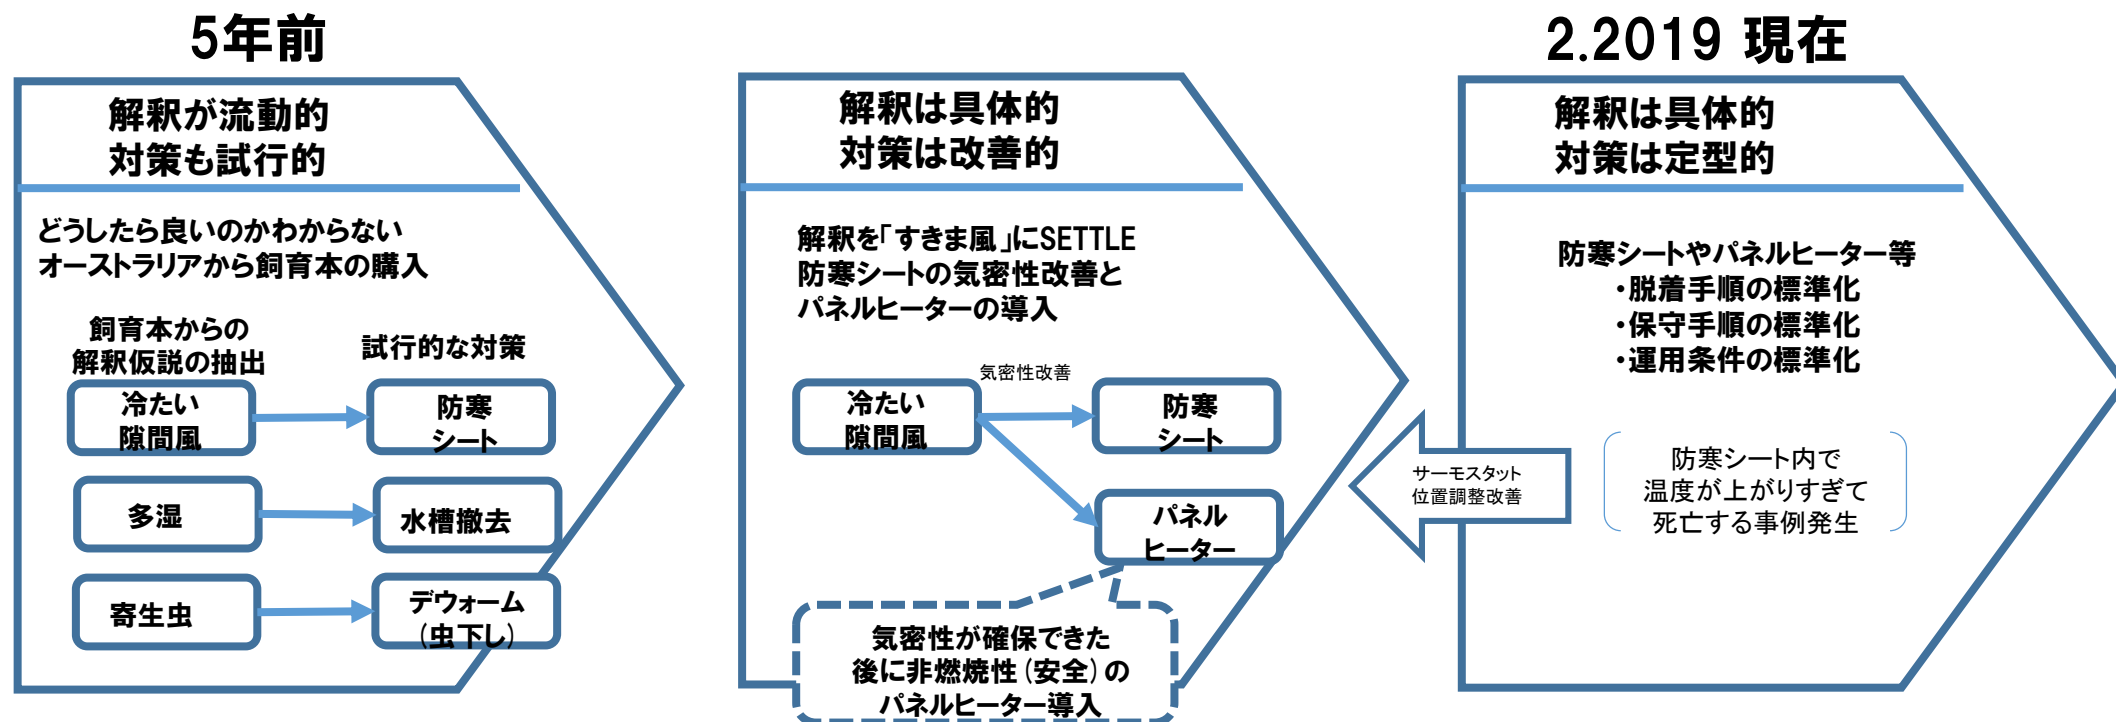 5年前
解釈が流動的
対策も試行的
どうしたら良いのかわからない
オーストラリアから飼育本の購入
飼育本からの
解釈仮説の抽出
試行的な対策
冷たい
隙間風
防寒
シート
多湿
水槽撤去
寄生虫
デウォーム
(虫下し)
解釈は具体的
対策は改善的
解釈を「すきま風」にSETTLE
防寒シートの気密性改善と
パネルヒーターの導入
気密性改善
冷たい
隙間風
防寒
シート
パネル
ヒーター
気密性が確保できた
後に非燃焼性(安全)の
パネルヒーター導入
2.2019 現在
解釈は具体的
対策は定型的
防寒シートやパネルヒーター等
・脱着手順の標準化
・保守手順の標準化
・運用条件の標準化
サーモスタット
位置調整改善
防寒シート内で
温度が上がりすぎて
死亡する事例発生